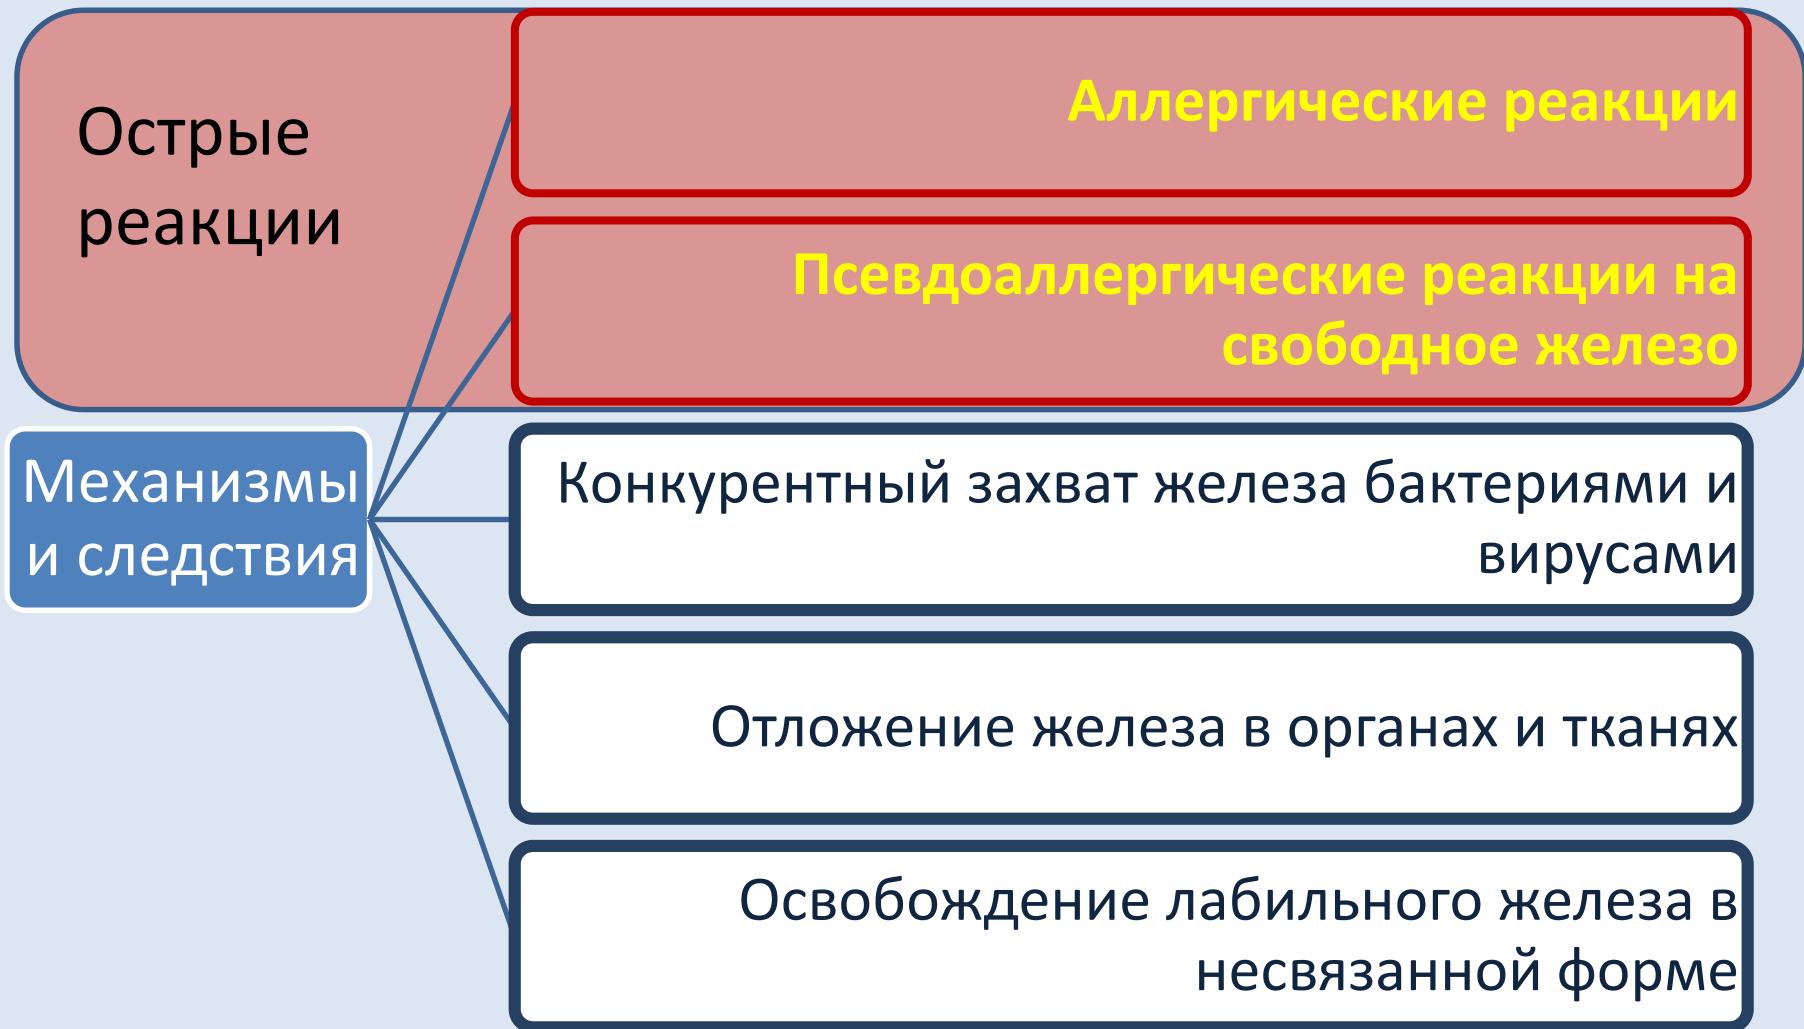 Острые
реакции
Аллергические реакции
Псевдоаллергические реакции на
свободное железо
Механизмы
и следствия
Конкурентный захват железа бактериями и
вирусами
Отложение железа в органах и тканях
Освобождение лабильного железа в
несвязанной форме